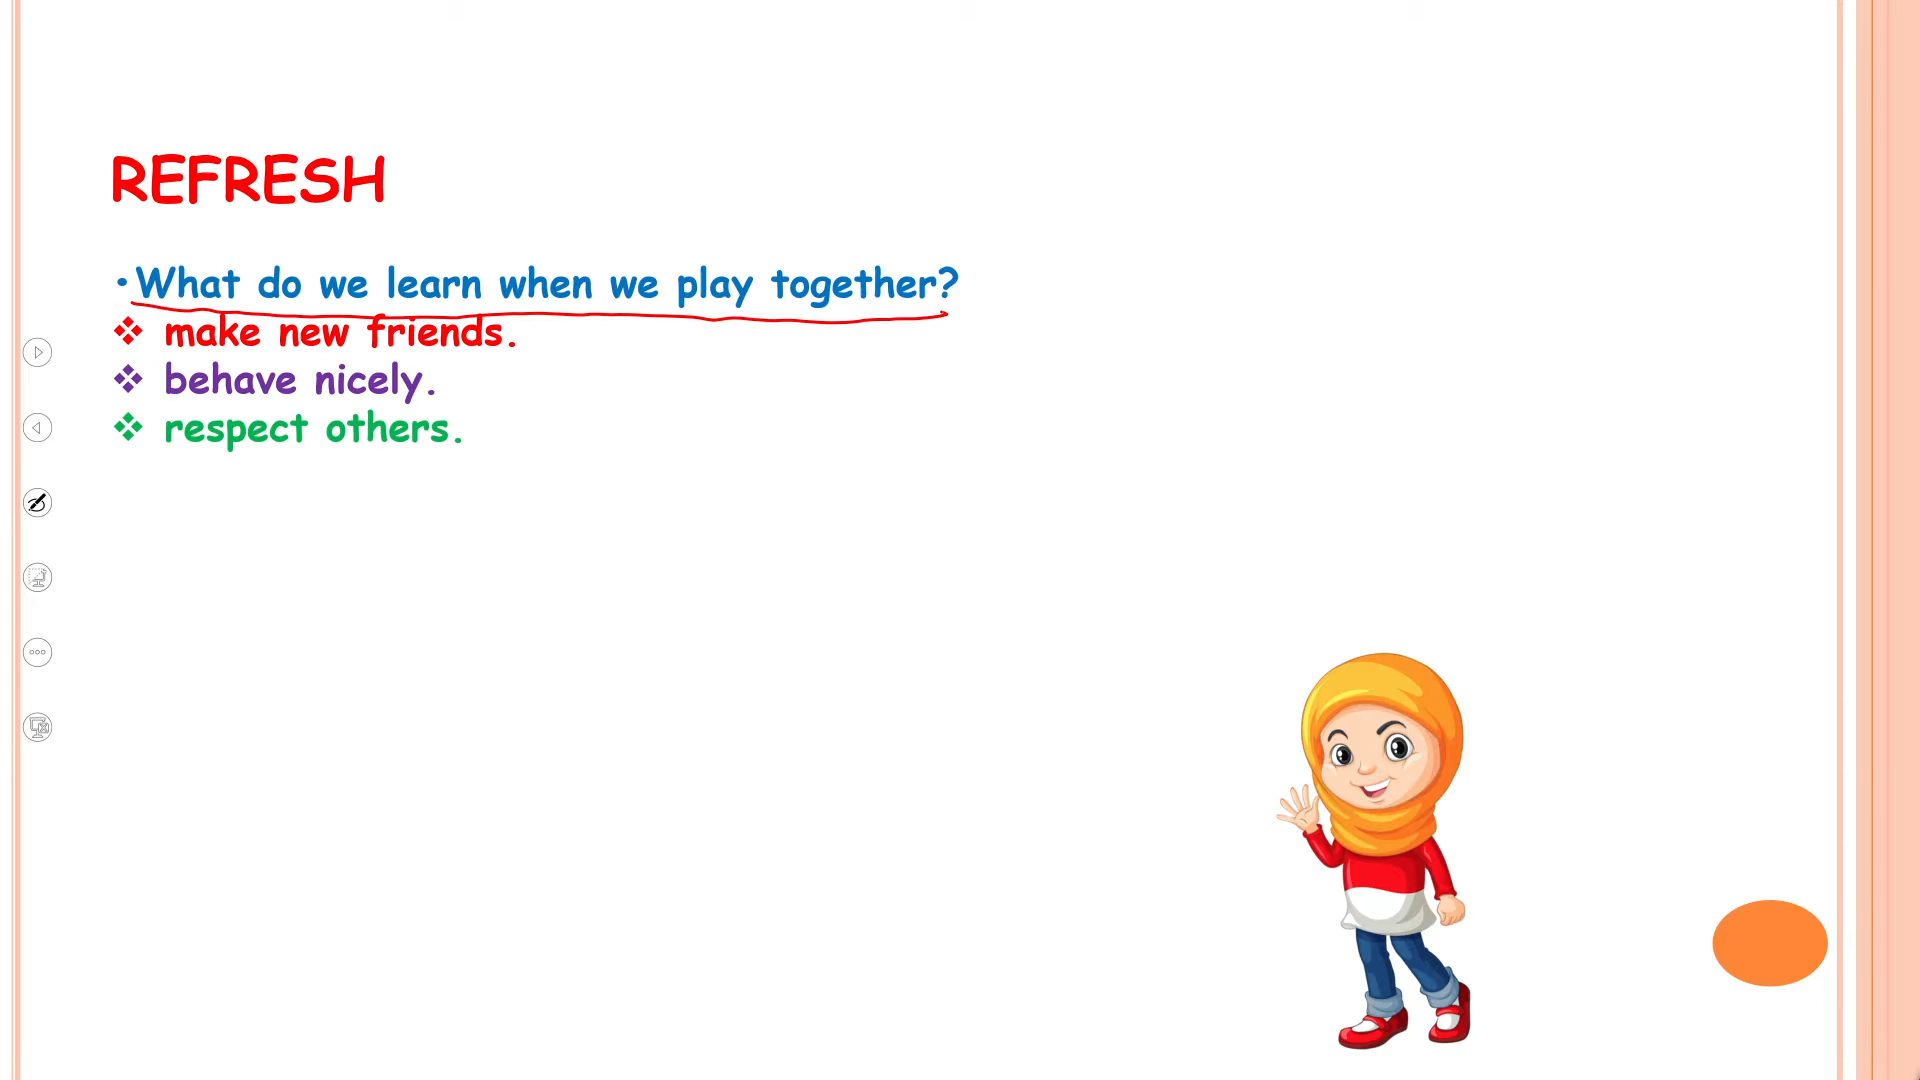 REFRESH
•What do we learn when we play together?
❖ make new friends.
❖ behave nicely.
❖ respect others.